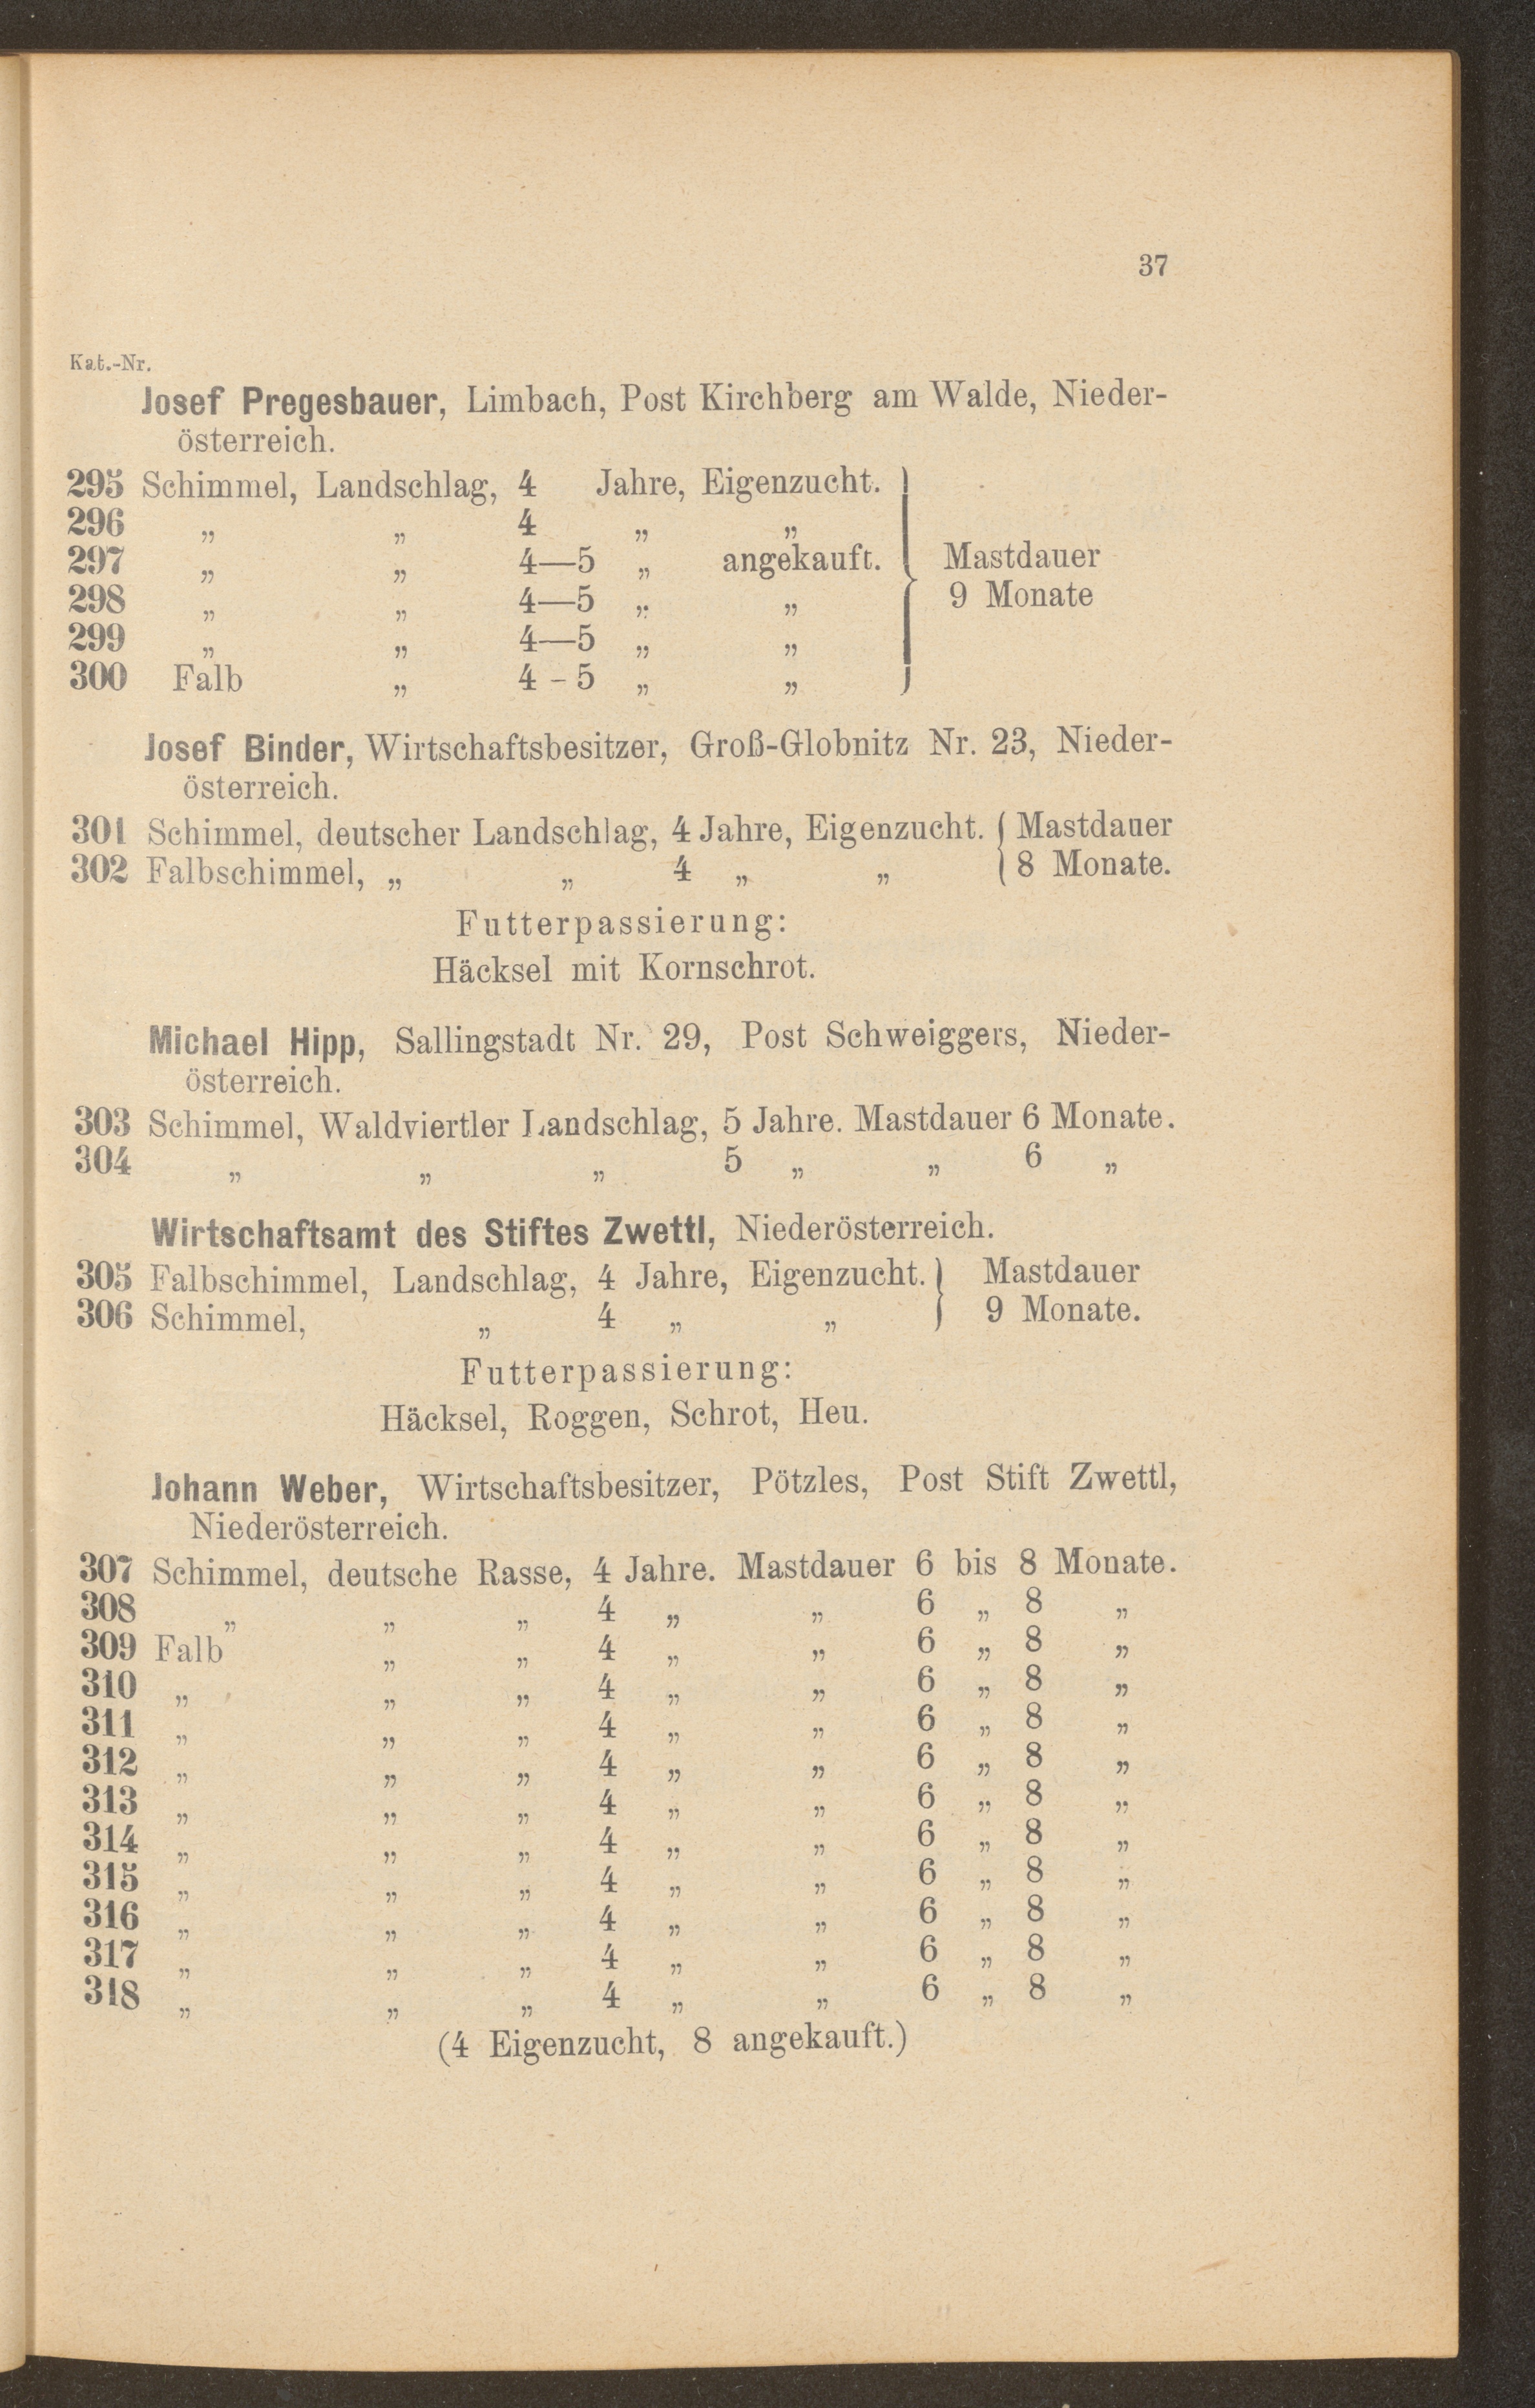 37
Kat.-Nr.
Josef Pregesbauer, Limbach, Post Kirchberg am Walde, Nieder-
österreich.
295 Schimmel, Landschlag, 4 Jahre, Eigenzucht.
296 „ „ 4 „ „
297 „ „ 4—5 „ angekauft. Mastdauer
298 „ „ 4—5 „ „ 9 Monate
299 „ „ 4—5 „ „
300 Falb „ 4-5 „ „
Josef Binder, Wirtschaftsbesitzer, Groß-Globnitz Nr. 23, Nieder-
österreich.
301 Schimmel, deutscher Landschlag, 4 Jahre, Eigenzucht. { Mastdauer
302 Falbschimmel, „ „ 4 „ „ { 8 Monate.
Futterpassierung:
Häcksel mit Kornschrot.
Michael Hipp, Sallingstadt Nr. 29, Post Schweiggers, Nieder-
österreich.
303 Schimmel, Waldviertler Landschlag, 5 Jahre. Mastdauer 6 Monate.
304 „ „ „ 5 „ „ 6 „
Wirtschaftsamt des Stiftes Zwettl, Niederösterreich.
305 Falbschimmel, Landschlag, 4 Jahre, Eigenzucht. } Mastdauer
306 Schimmel, „ 4 „ „ } 9 Monate.
Futterpassierung:
Häcksel, Roggen, Schrot, Heu.
Johann Weber, Wirtschaftsbesitzer, Pötzles, Post Stift Zwettl,
Niederösterreich.
307 Schimmel, deutsche Rasse, 4 Jahre. Mastdauer 6 bis 8 Monate.
308 „ „ „ 4 „ „ 6 „ 8 „
309 Falb „ „ 4 „ „ 6 „ 8 „
310 „ „ „ 4 „ „ 6 „ 8 „
311 „ „ „ 4 „ „ 6 „ 8 „
312 „ „ „ 4 „ „ 6 „ 8 „
313 „ „ „ 4 „ „ 6 „ 8 „
314 „ „ „ 4 „ „ 6 „ 8 „
315 „ „ „ 4 „ „ 6 „ 8 „
316 „ „ „ 4 „ „ 6 „ 8 „
317 „ „ „ 4 „ „ 6 „ 8 „
318 „ „ „ 4 „ „ 6 „ 8 „
(4 Eigenzucht, 8 angekauft.)